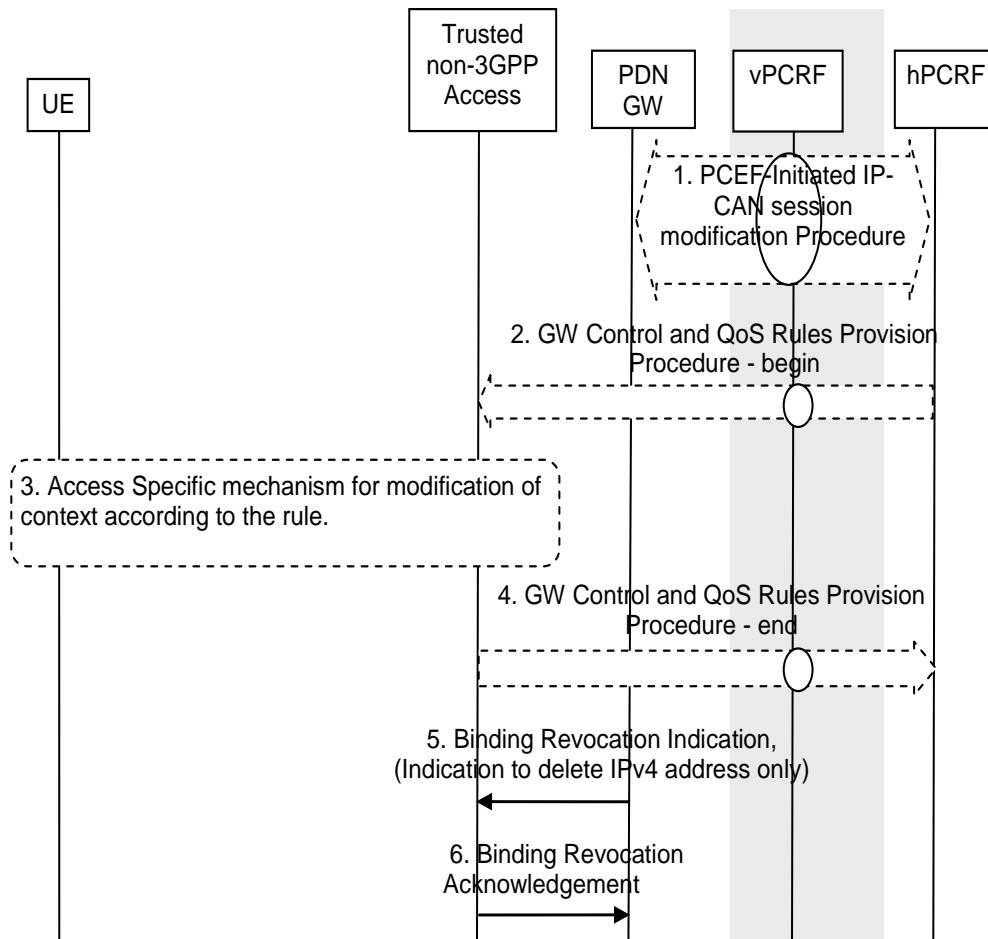 Trusted
non-3GPP
Access
UE
PDN
GW
vPCRF
hPCRF
1. PCEF-Initiated IP-
CAN session
modification Procedure
2. GW Control and QoS Rules Provision
Procedure - begin
3. Access Specific mechanism for modification of
context according to the rule.
4. GW Control and QoS Rules Provision
Procedure - end
5. Binding Revocation Indication,
(Indication to delete IPv4 address only)
6. Binding Revocation
Acknowledgement